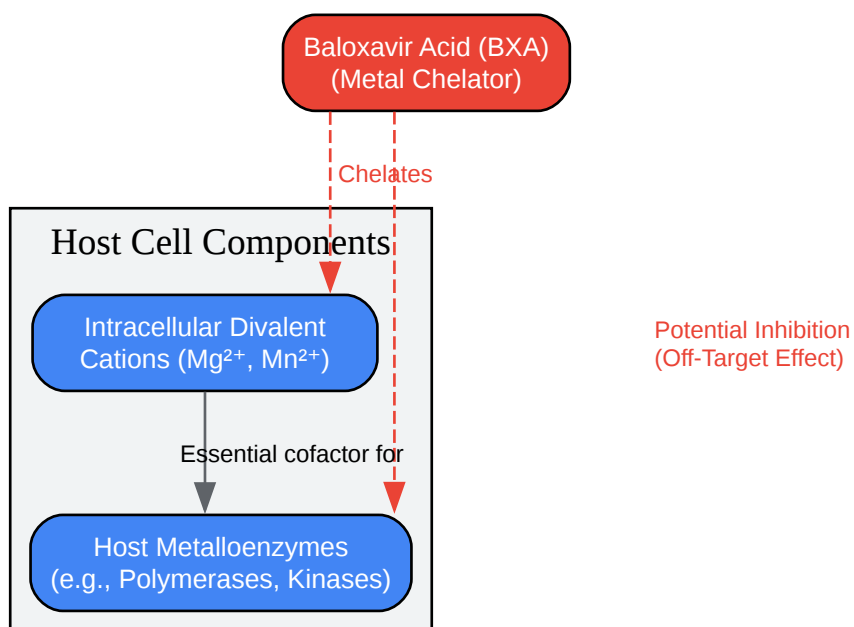 Baloxavir Acid (BXA)
(Metal Chelator)
Chelates
Host Cell Components
Intracellular Divalent
Cations (Mg²⁺, Mn²⁺)
Potential Inhibition
(Off-Target Effect)
Essential cofactor for
Host Metalloenzymes
(e.g., Polymerases, Kinases)